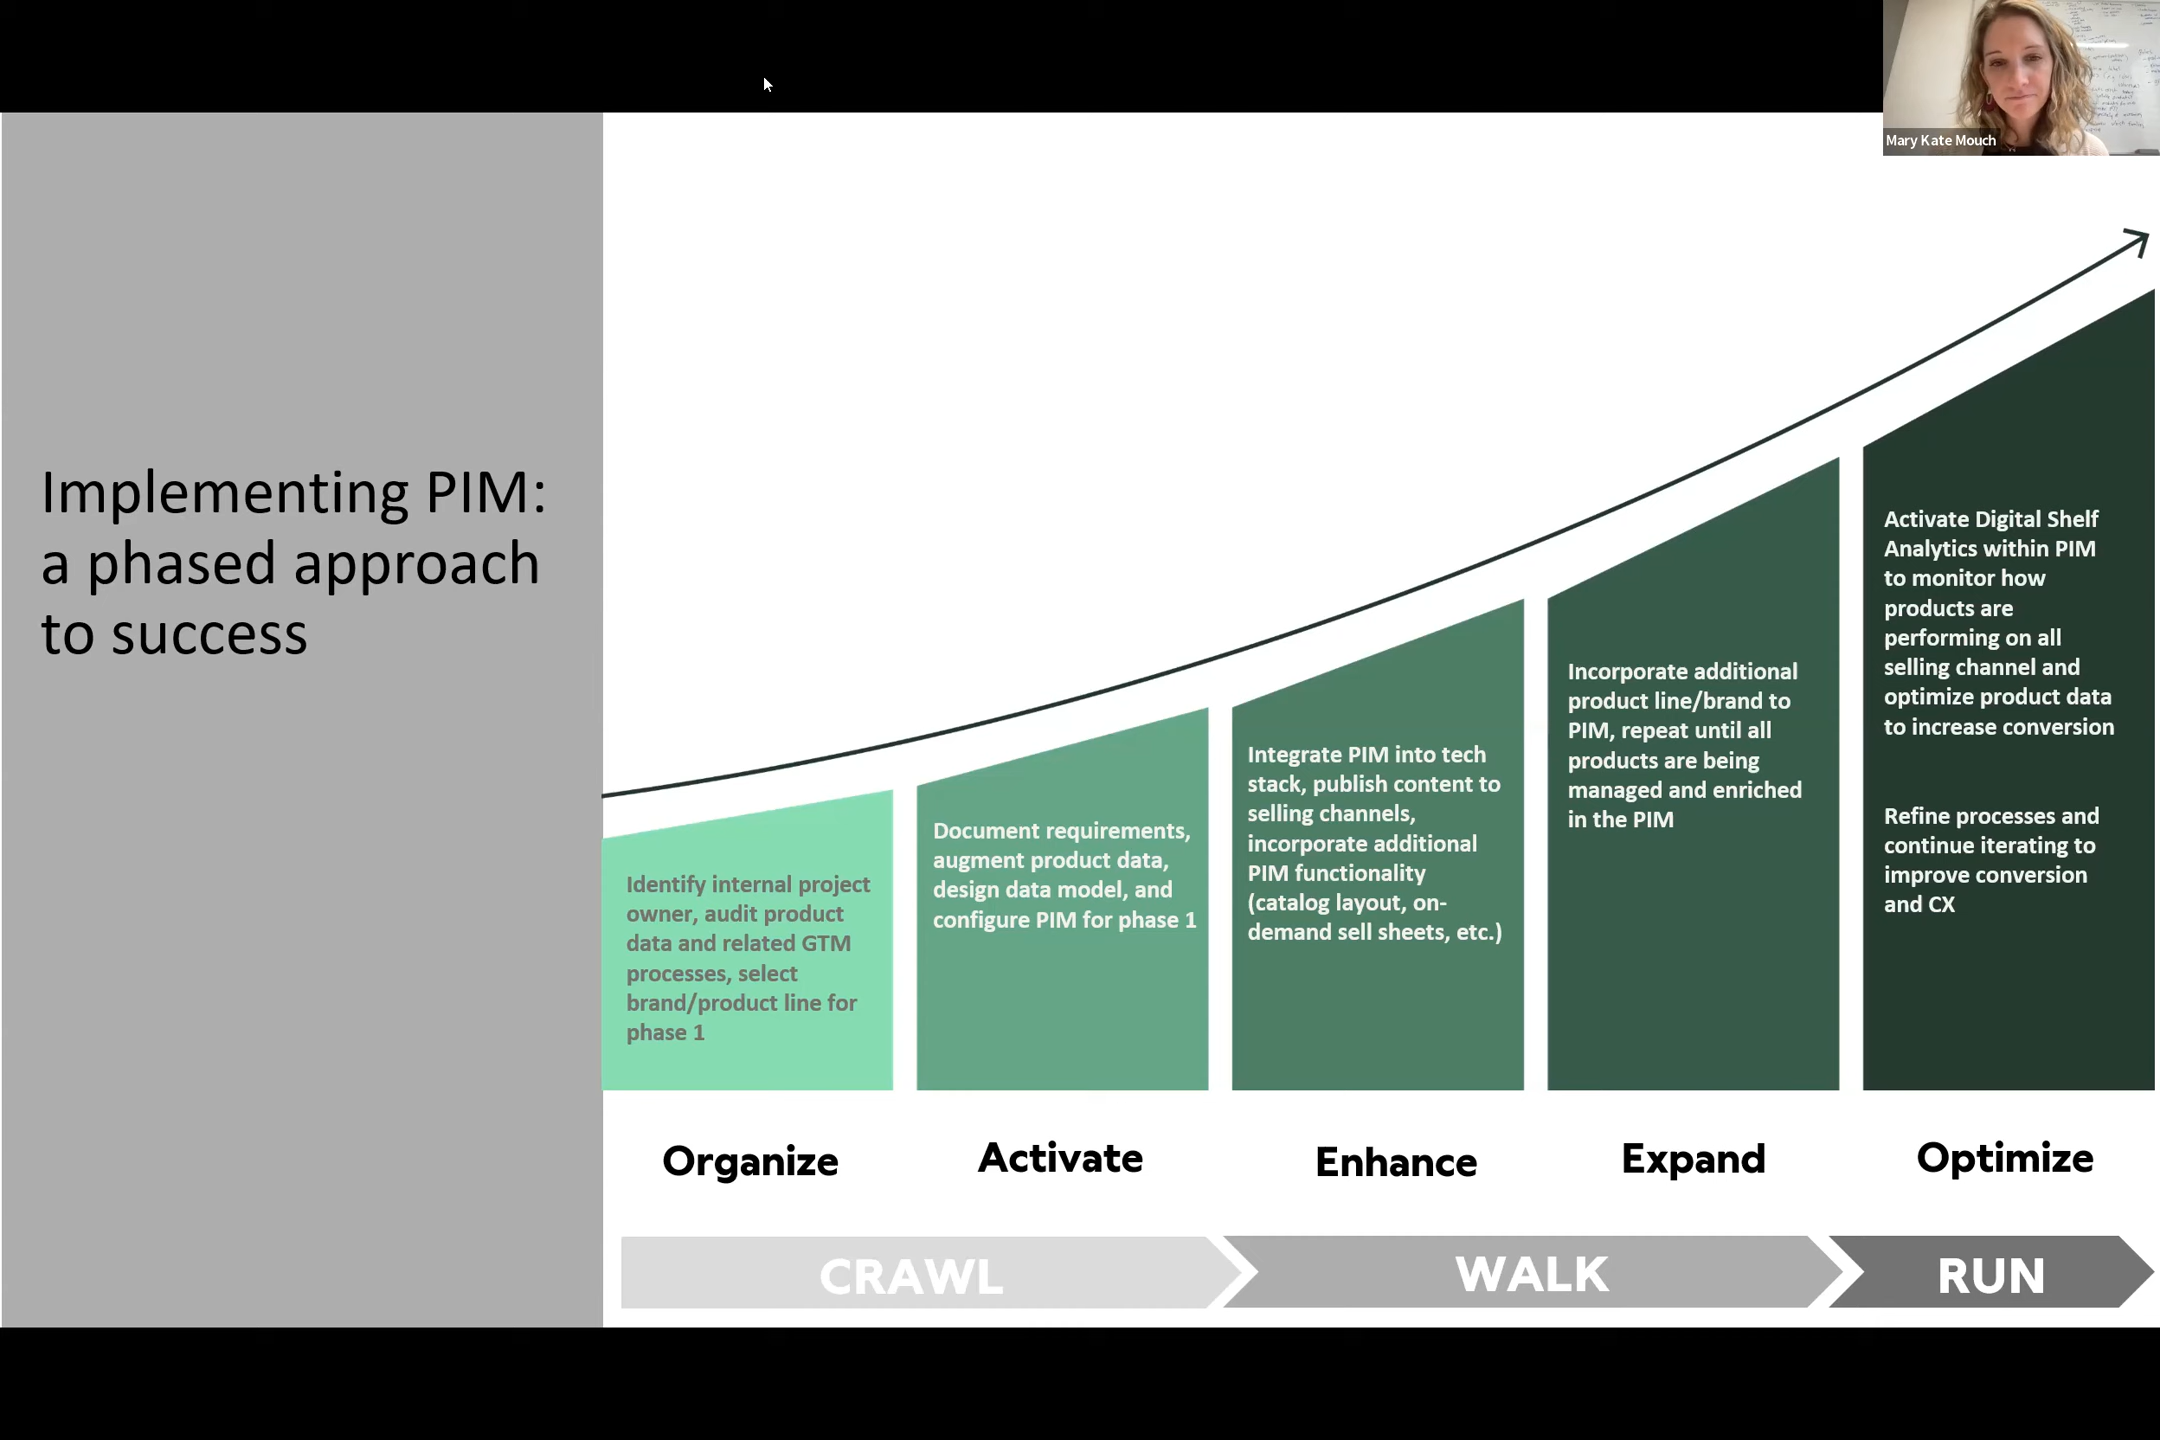 Mary Kate Mouch
Implementing PIM:
a phased approach
to success
Identify internal project
owner, audit product
data and related GTM
processes, select
brand/product line for
phase 1
Document requirements,
augment product data,
design data model, and
configure PIM for phase 1
Integrate PIM into tech
stack, publish content to
selling channels,
incorporate additional
PIM functionality
(catalog layout, on-
demand sell sheets, etc.)
Incorporate additional
product line/brand to
PIM, repeat until all
products are being
managed and enriched
in the PIM
Activate Digital Shelf
Analytics within PIM
to monitor how
products are
performing on all
selling channel and
optimize product data
to increase conversion
Refine processes and
continue iterating to
improve conversion
and CX
Organize
Activate
Enhance
Expand
Optimize
CRAWL
WALK
RUN